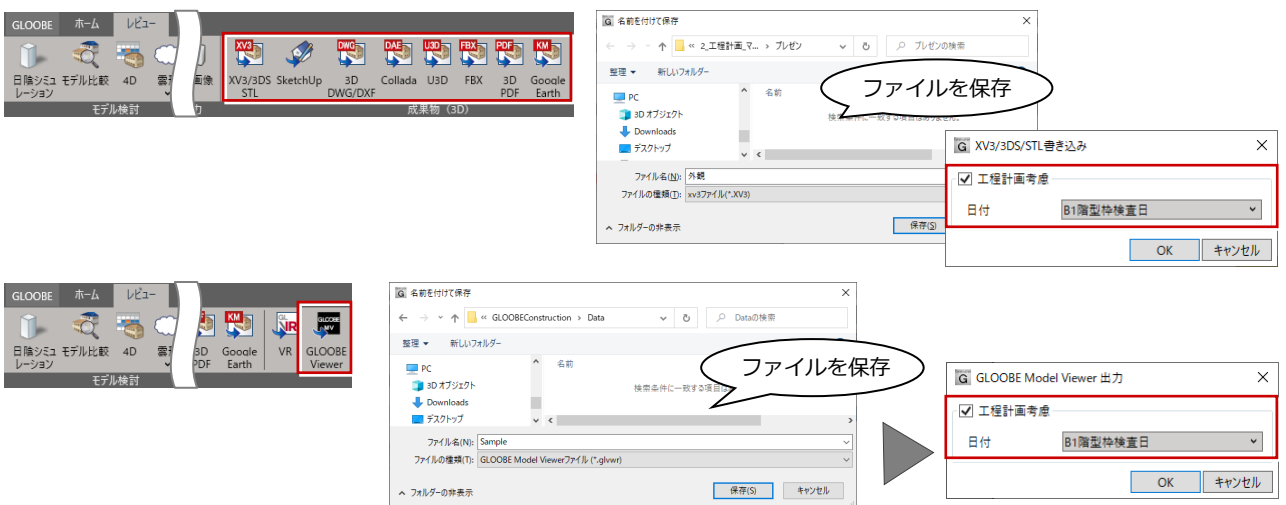 GLOOBE ホーム レビュー
日陰シミュレーション モデル比較 4D
XV3/3DS STL SketchUp 3D DWG/DXF Collada U3D FBX 3D PDF Google Earth
モデル検討 成果物（3D）
名前を付けて保存
« 2_工程計画_マ... › プレゼン プレゼンの検索
整理 新しいフォルダー
PC 名前
3D オブジェクト
Downloads
デスクトップ
ファイルを保存
ファイル名(N): 外観
ファイルの種類(T): xv3ファイル(*.XV3)
フォルダーの非表示 保存(S)
XV3/3DS/STL書き込み
工程計画考慮
日付 B1階型枠検査日
OK キャンセル
GLOOBE ホーム レビュー
日陰シミュレーション モデル比較 4D
3D PDF Google Earth VR GLOOBE Viewer
モデル検討
名前を付けて保存
« GLOOBEConstruction › Data Dataの検索
整理 新しいフォルダー
PC 名前
3D オブジェクト 検索条件に一致する項目は
Downloads
デスクトップ
ファイルを保存
ファイル名(N): Sample
ファイルの種類(T): GLOOBE Model Viewerファイル (*.glvwr)
フォルダーの非表示 保存(S) キャンセル
GLOOBE Model Viewer 出力
工程計画考慮
日付 B1階型枠検査日
OK キャンセル